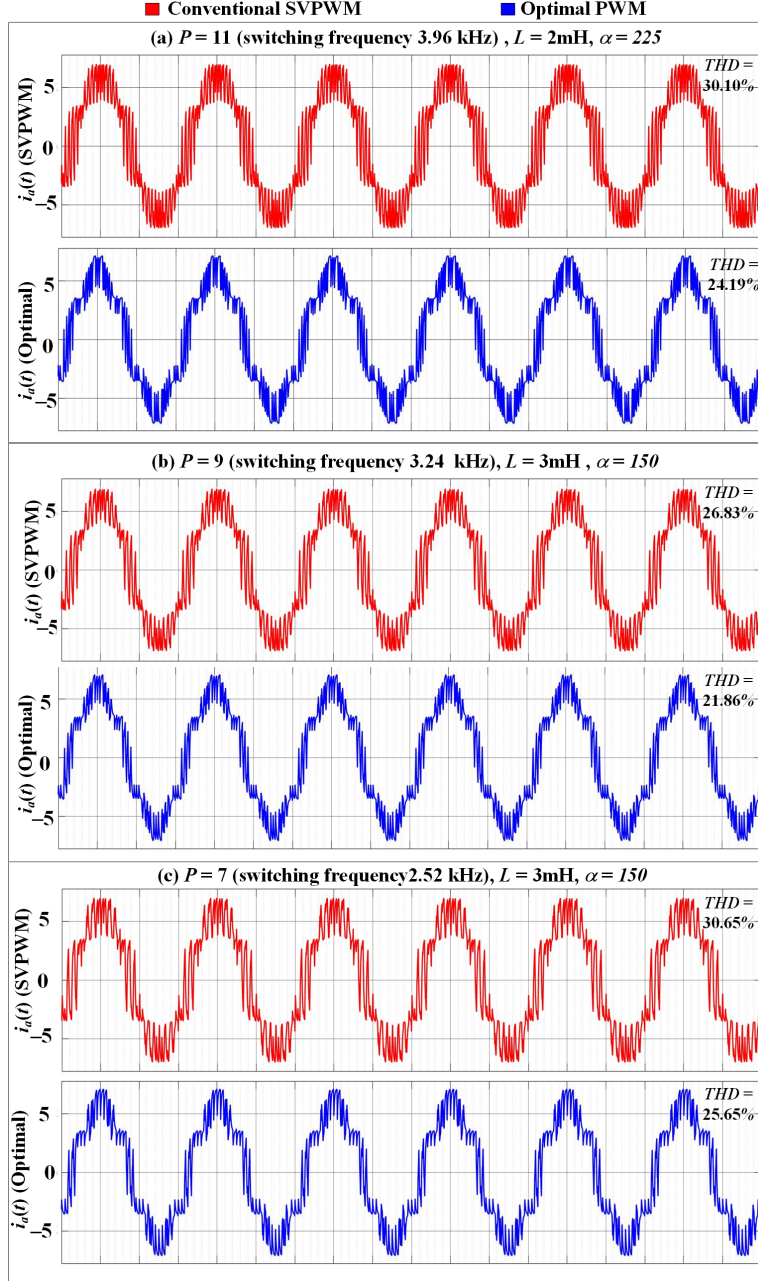 Conventional SVPWM Optimal PWM
(a) P = 11 (switching frequency 3.96 kHz) , L = 2mH, α = 225
THD =
30.10%
5
0
−5
i_a(t) (SVPWM)
THD =
24.19%
5
0
−5
i_a(t) (Optimal)
(b) P = 9 (switching frequency 3.24 kHz), L = 3mH , α = 150
THD =
26.83%
5
0
−5
i_a(t) (SVPWM)
THD =
21.86%
5
0
−5
i_a(t) (Optimal)
(c) P = 7 (switching frequency2.52 kHz), L = 3mH, α = 150
THD =
30.65%
5
0
−5
i_a(t) (SVPWM)
THD =
25.65%
5
0
−5
i_a(t) (Optimal)